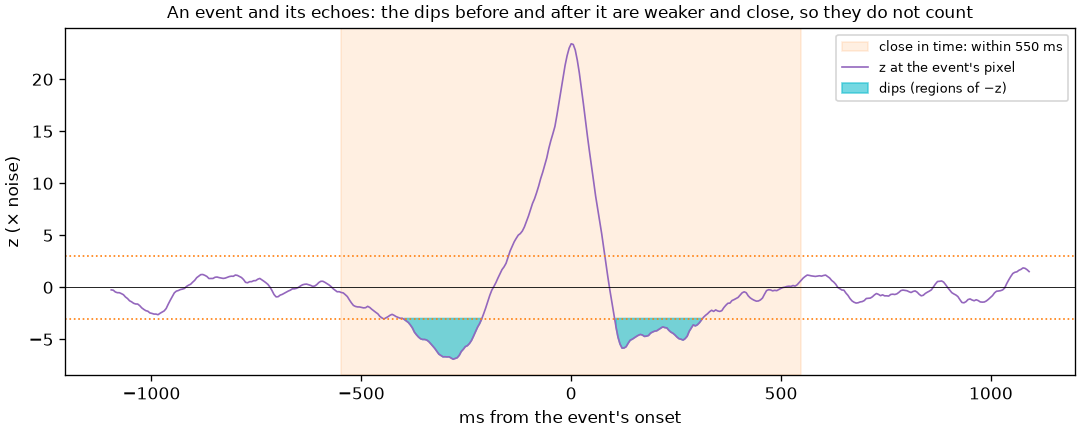 An event and its echoes: the dips before and after it are weaker and close, so they do not count
close in time: within 550 ms
z at the event's pixel
dips (regions of −z)
z (× noise)
20
15
10
5
0
−5
−1000
−500
0
500
1000
ms from the event's onset